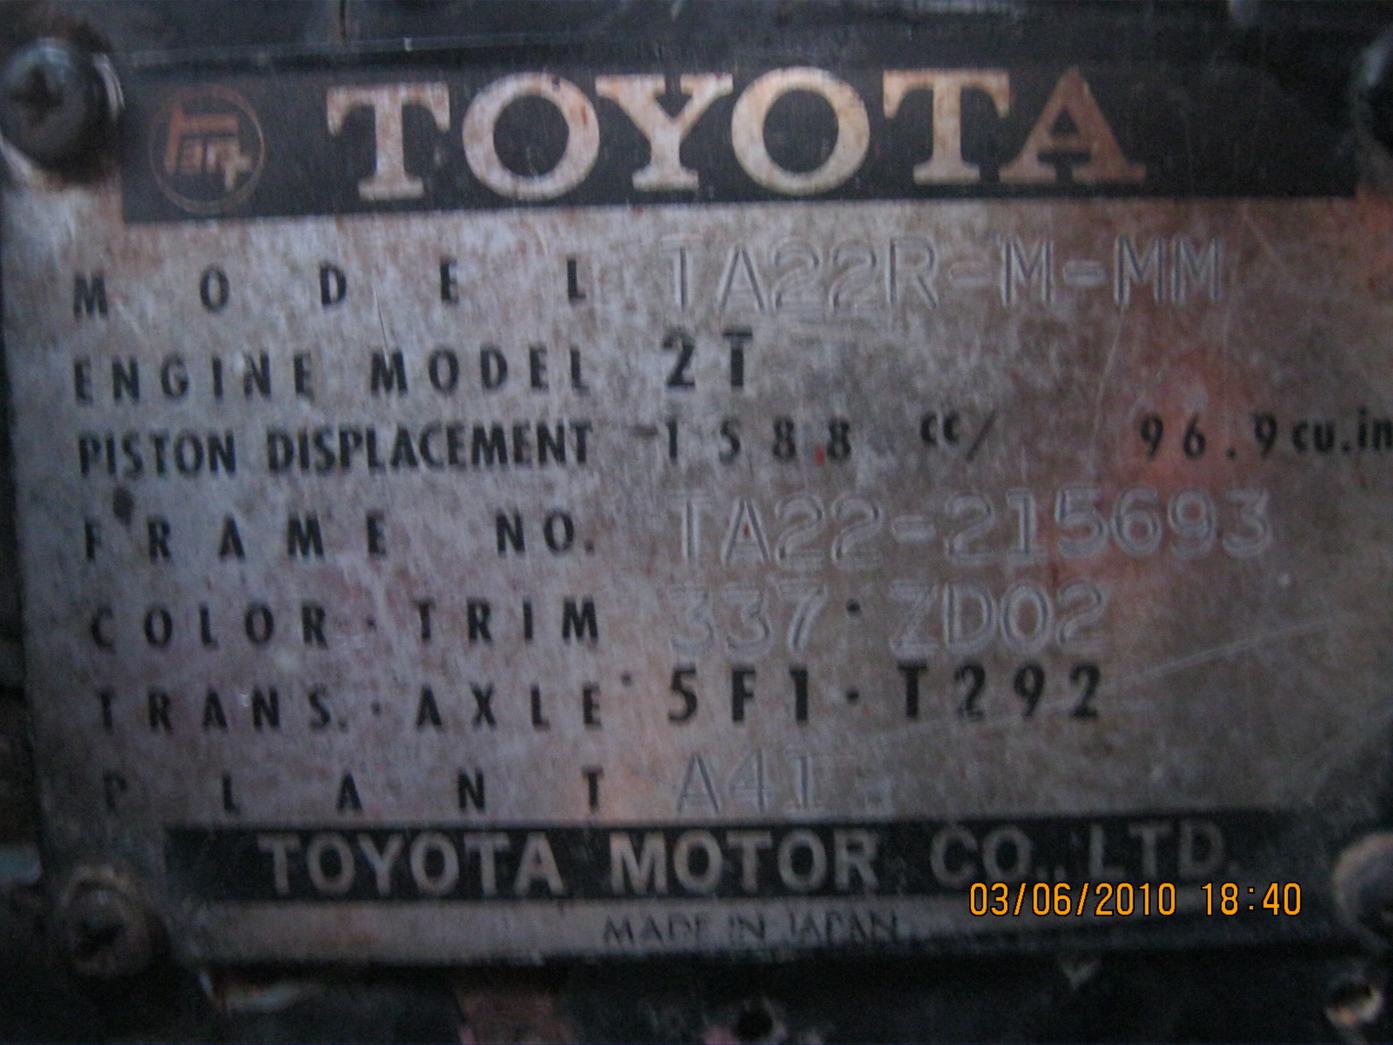 TEQ TOYOTA
MODEL TA22R-M-MM
ENGINE MODEL 2T
PISTON DISPLACEMENT 1588 cc/ 96.9 cu.in
FRAME NO. TA22-215693
COLOR·TRIM 337·ZD02
TRANS.·AXLE 5F1·T292
PLANT A41
TOYOTA MOTOR CO., LTD.
MADE IN JAPAN
03/06/2010 18:40